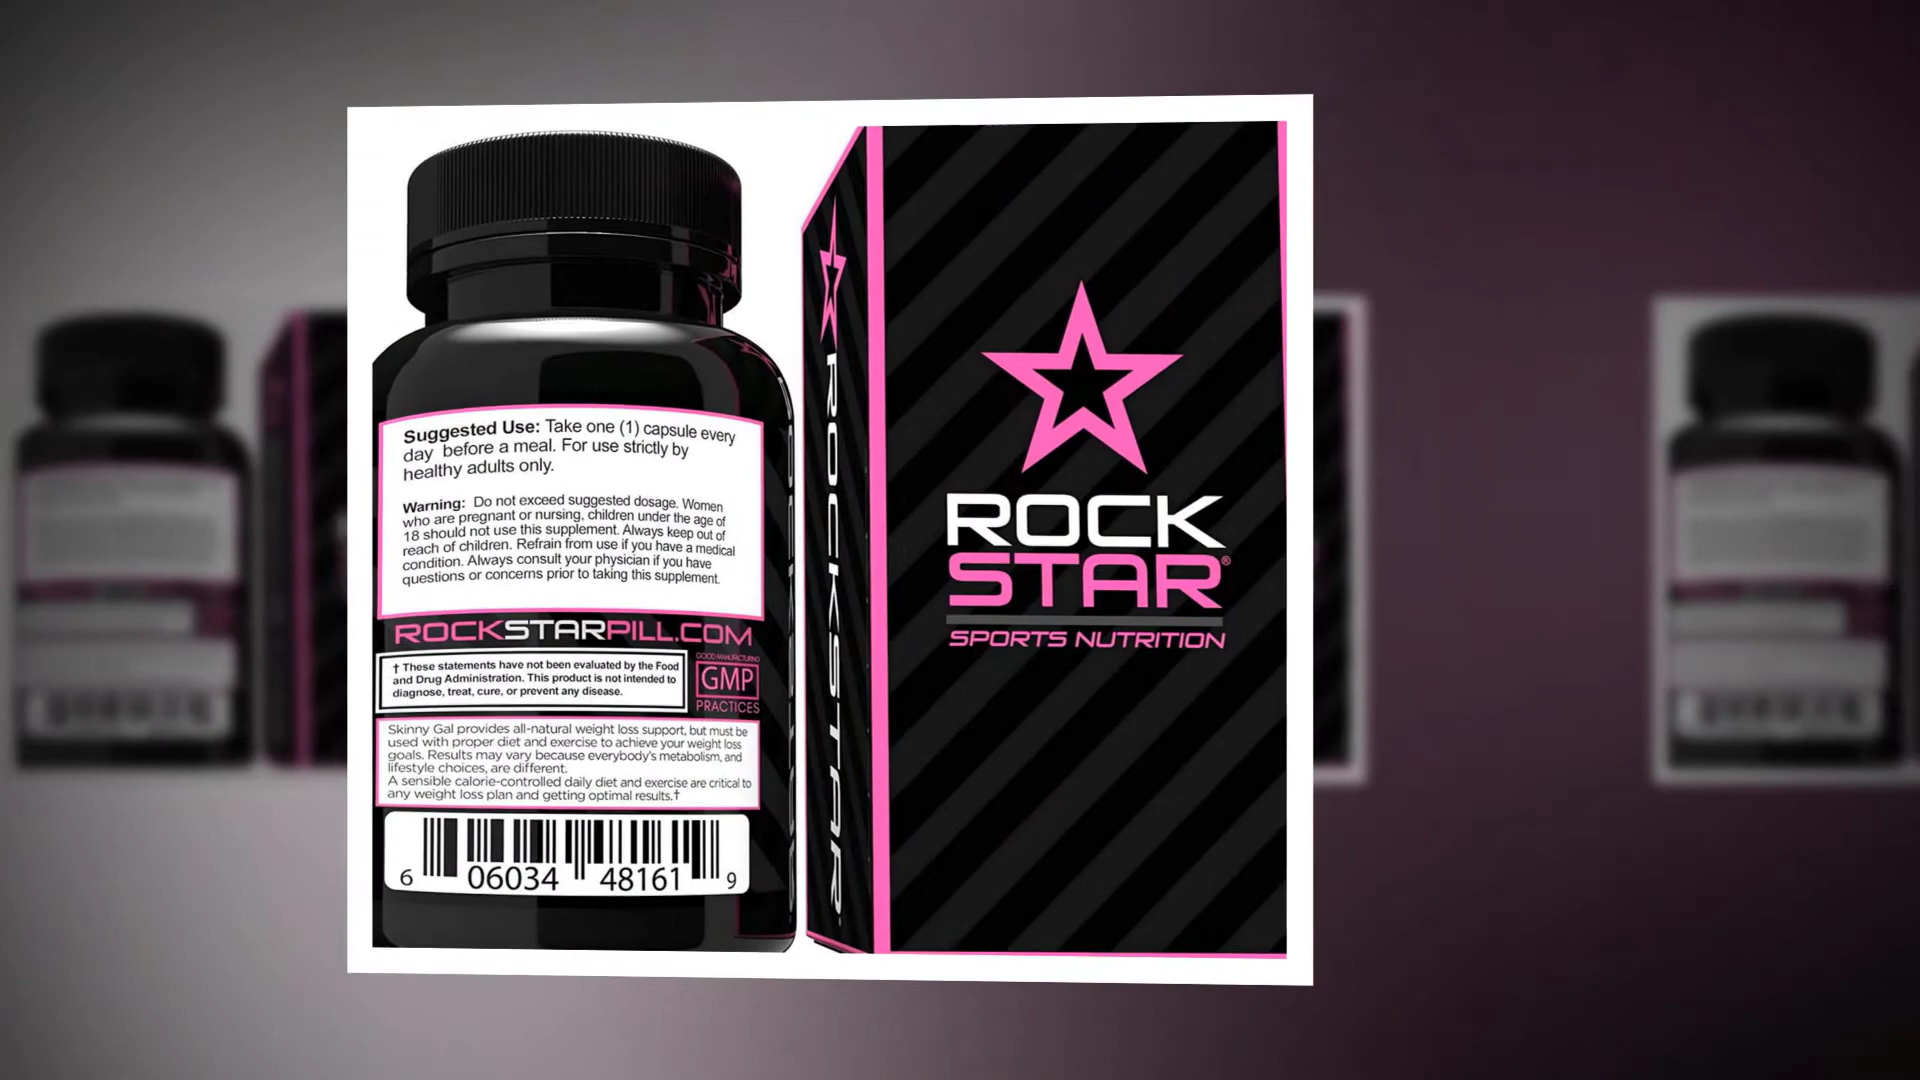 Suggested Use: Take one (1) capsule every
day before a meal. For use strictly by
healthy adults only.
Warning: Do not exceed suggested dosage. Women
who are pregnant or nursing, children under the age of
18 should not use this supplement. Always keep out of
reach of children. Refrain from use if you have a medical
condition. Always consult your physician if you have
questions or concerns prior to taking this supplement.
ROCKSTARPILL.COM
† These statements have not been evaluated by the Food
and Drug Administration. This product is not intended to
diagnose, treat, cure, or prevent any disease.
GOOD MANUFACTURING
GMP
PRACTICES
Skinny Gal provides all-natural weight loss support, but must be
used with proper diet and exercise to achieve your weight loss
goals. Results may vary because everybody's metabolism, and
lifestyle choices, are different.
A sensible calorie-controlled daily diet and exercise are critical to
any weight loss plan and getting optimal results.†
6 06034 48161 9
ROCKSTAR
ROCK
STAR®
SPORTS NUTRITION